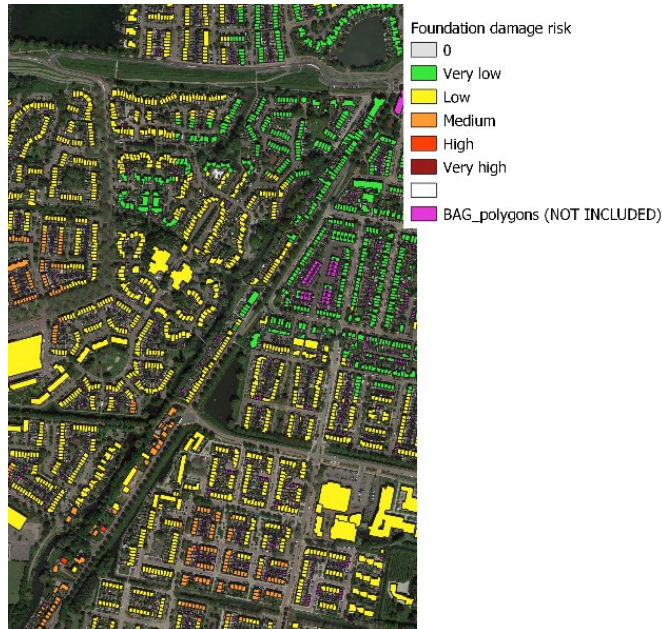 Foundation damage risk
0
Very low
Low
Medium
High
Very high
BAG_polygons (NOT INCLUDED)